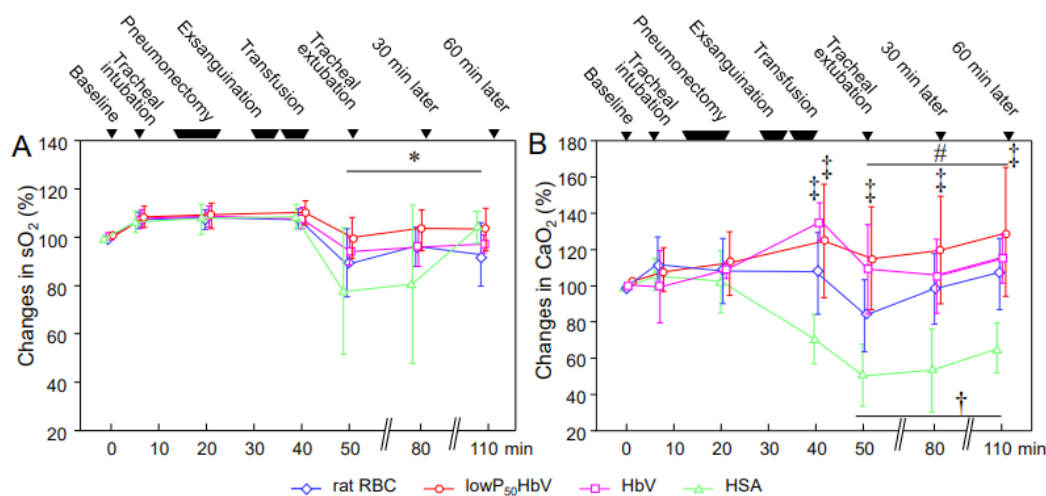 Baseline
Tracheal
intubation
Pneumonectomy
Exsanguination
Transfusion
Tracheal
extubation
30 min later
60 min later
A
Changes in sO2 (%)
140
120
100
80
60
40
20
*
0 10 20 30 40 50 80 110 min
Baseline
Tracheal
intubation
Pneumonectomy
Exsanguination
Transfusion
Tracheal
extubation
30 min later
60 min later
B
Changes in CaO2 (%)
180
160
140
120
100
80
60
40
20
#
‡ ‡ ‡ ‡ ‡
†
0 10 20 30 40 50 80 110 min
rat RBC lowP50HbV HbV HSA